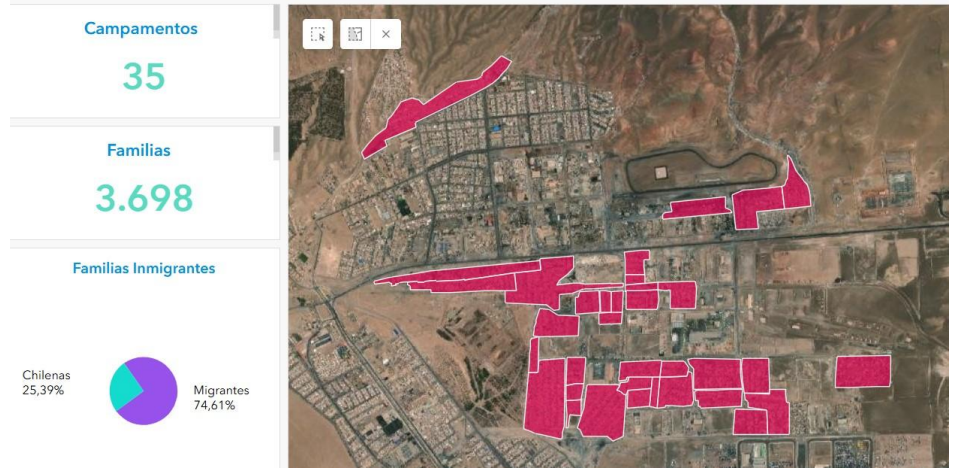 Campamentos
35
Familias
3.698
Familias Inmigrantes
Chilenas
25,39%
Migrantes
74,61%